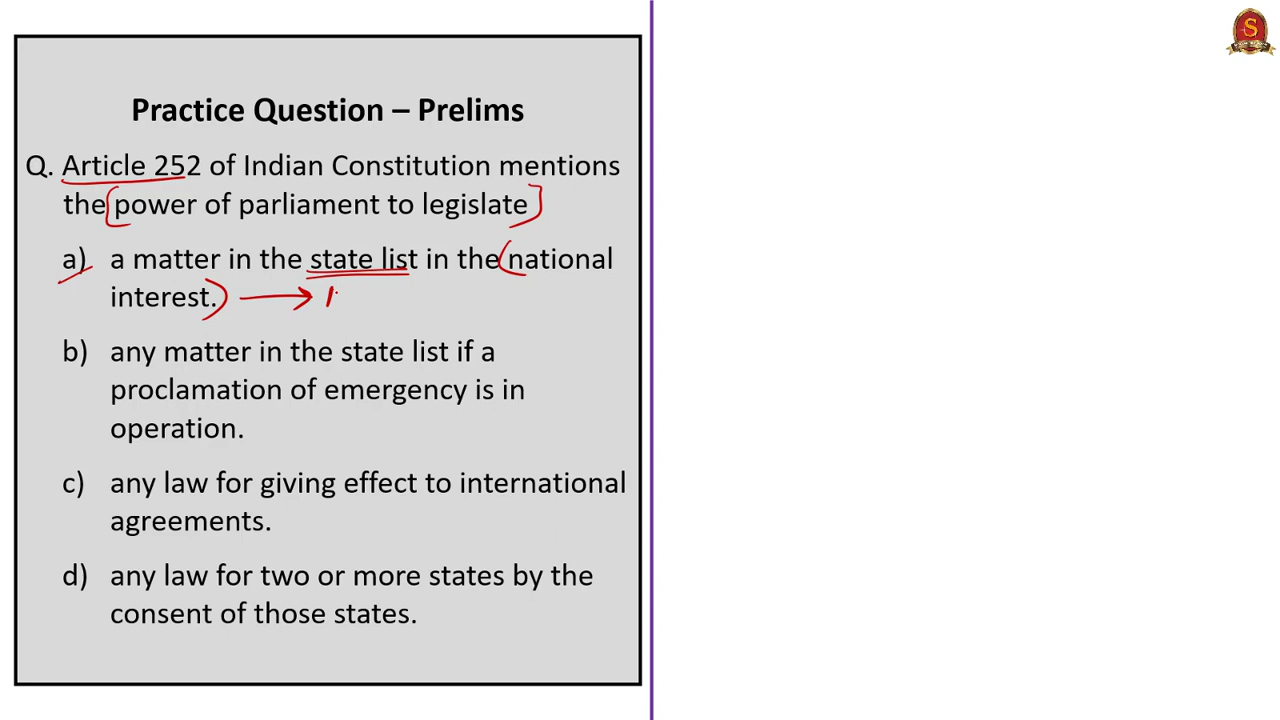 Practice Question – Prelims
Q. Article 252 of Indian Constitution mentions
the power of parliament to legislate
a) a matter in the state list in the national
interest.
b) any matter in the state list if a
proclamation of emergency is in
operation.
c) any law for giving effect to international
agreements.
d) any law for two or more states by the
consent of those states.